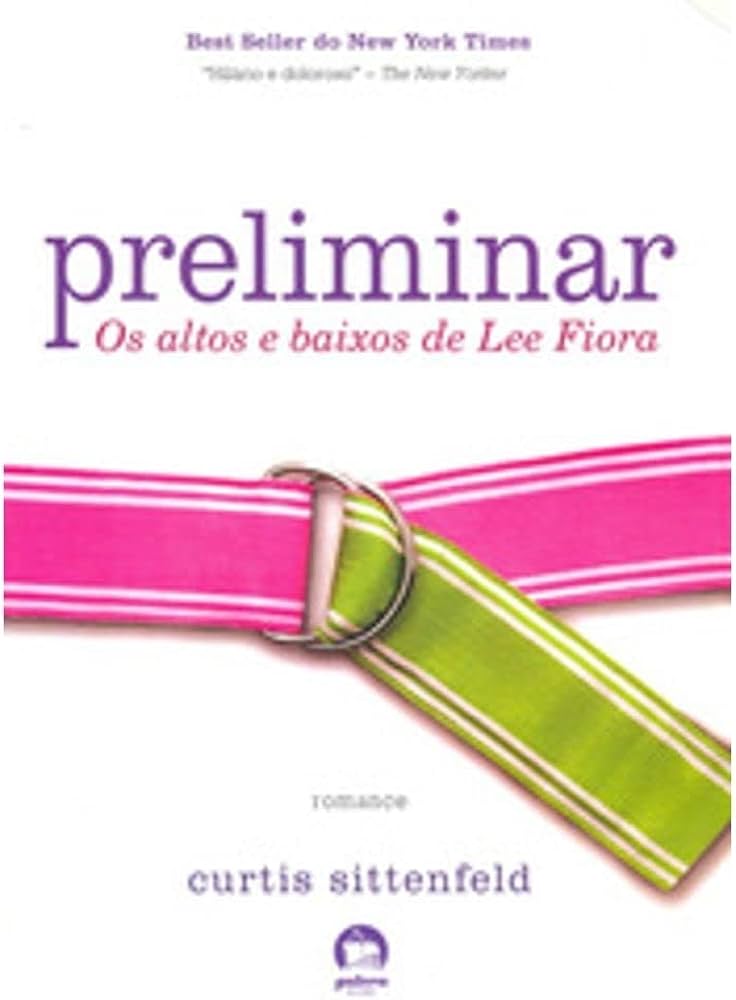 Best Seller do New York Times
"Hilário e doloroso" – The New Yorker
preliminar
Os altos e baixos de Lee Fiora
romance
curtis sittenfeld